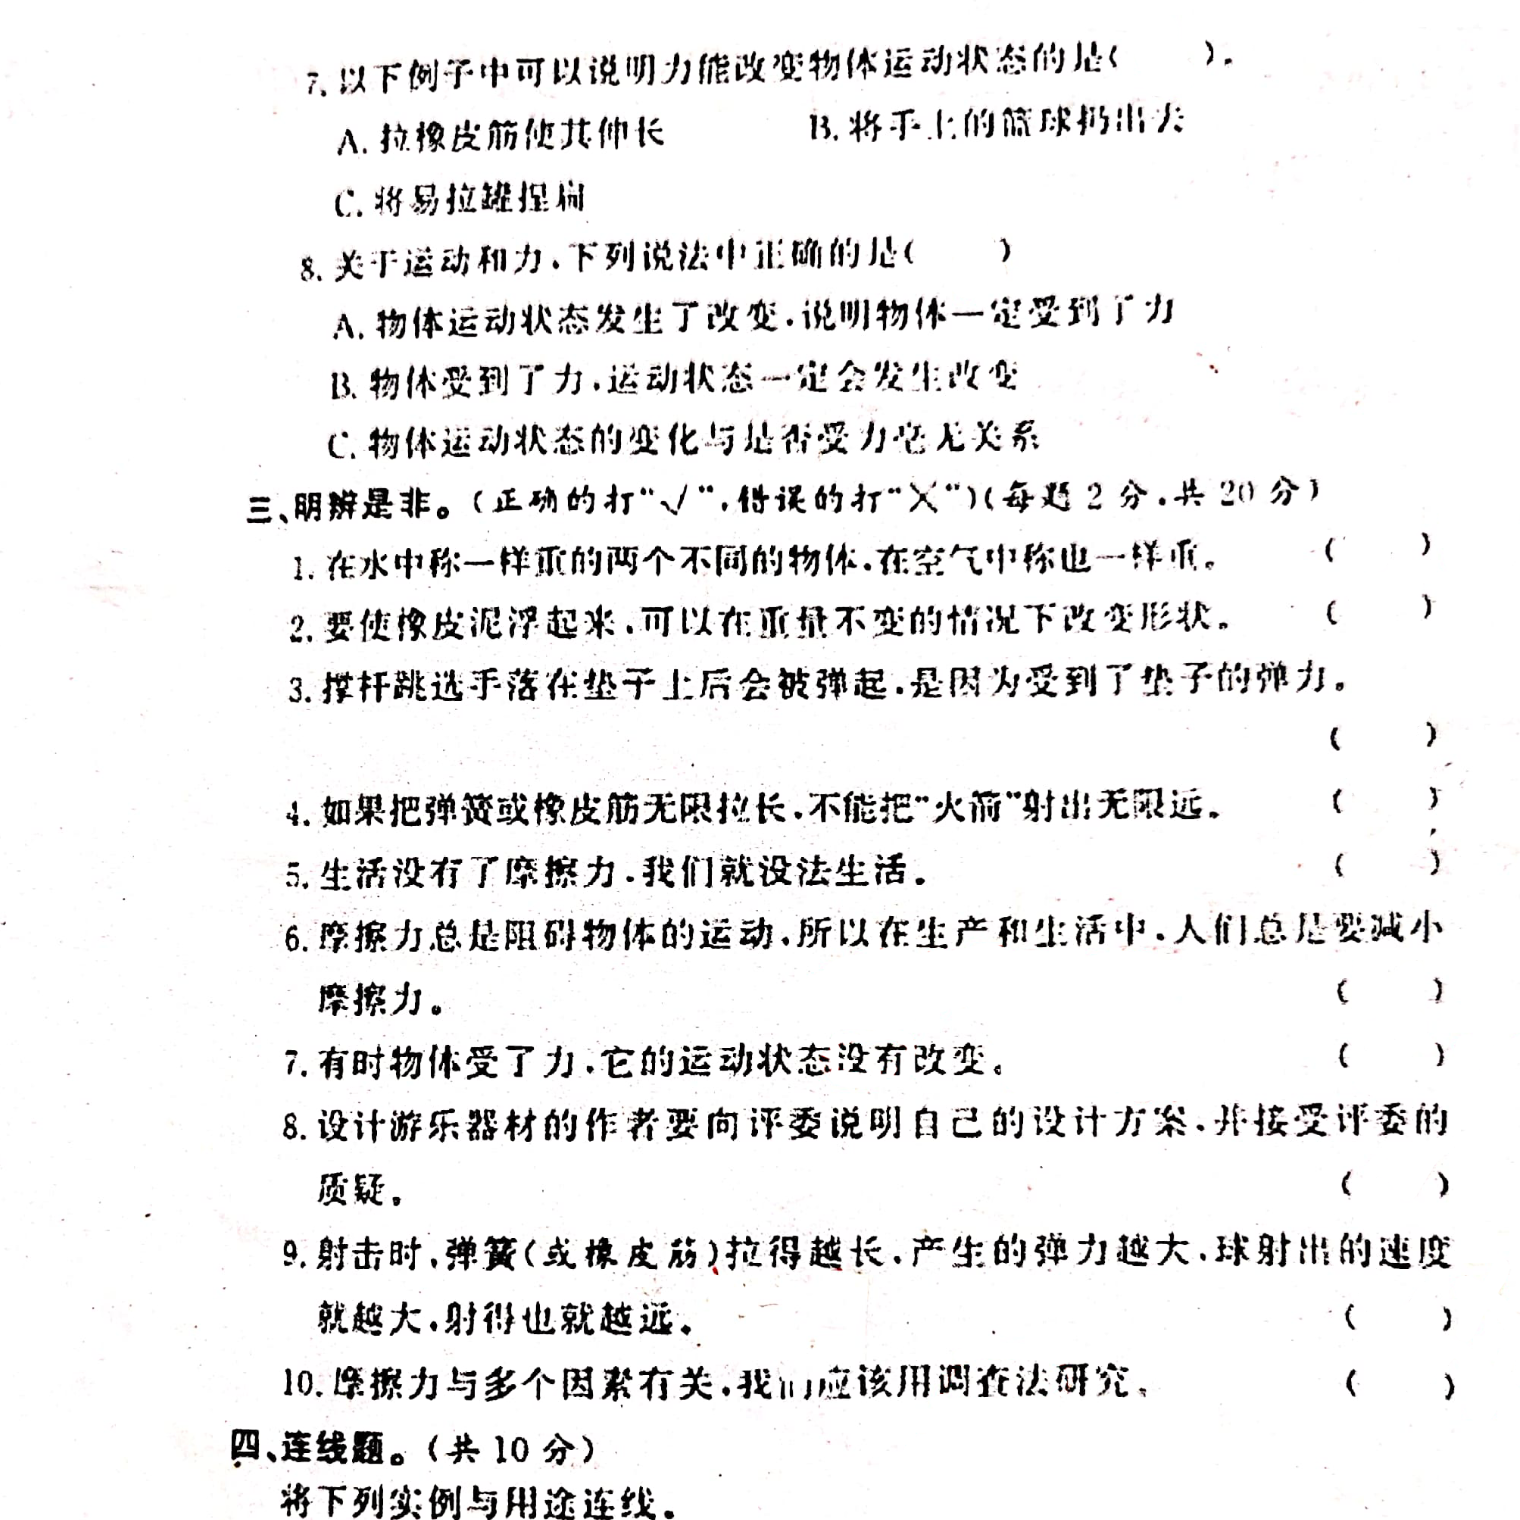 7. 以下例子中可以说明力能改变物体运动状态的是(　　)。
A. 拉橡皮筋使其伸长　　B. 将手上的篮球扔出去
C. 将易拉罐捏扁
8. 关于运动和力,下列说法中正确的是(　　)
A. 物体运动状态发生了改变,说明物体一定受到了力
B. 物体受到了力,运动状态一定会发生改变
C. 物体运动状态的变化与是否受力毫无关系
三、明辨是非。(正确的打“√”,错误的打“X”)(每题 2 分,共 20 分)
1. 在水中称一样重的两个不同的物体,在空气中称也一样重。　(　　)
2. 要使橡皮泥浮起来,可以在重量不变的情况下改变形状。　(　　)
3. 撑杆跳选手落在垫子上后会被弹起,是因为受到了垫子的弹力。
(　　)
4. 如果把弹簧或橡皮筋无限拉长,不能把“火箭”射出无限远。　(　　)
5. 生活没有了摩擦力,我们就没法生活。　(　　)
6. 摩擦力总是阻碍物体的运动,所以在生产和生活中,人们总是要减小
摩擦力。　(　　)
7. 有时物体受了力,它的运动状态没有改变。　(　　)
8. 设计游乐器材的作者要向评委说明自己的设计方案,并接受评委的
质疑。　(　　)
9. 射击时,弹簧(或橡皮筋)拉得越长,产生的弹力越大,球射出的速度
就越大,射得也就越远。　(　　)
10. 摩擦力与多个因素有关,我们应该用调查法研究。　(　　)
四、连线题。(共 10 分)
将下列实例与用途连线。